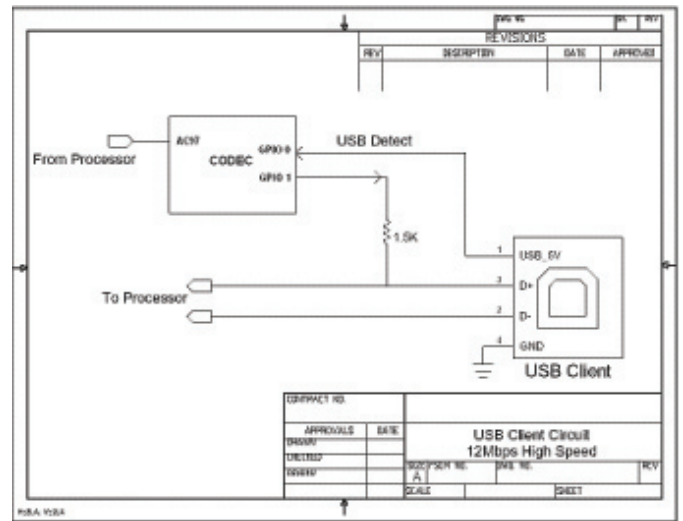 DWG. NO.
SH.
REV
REVISIONS
REV DESCRIPTION DATE APPROVED
AC97
CODEC
GPIO 0
GPIO 1
From Processor
USB Detect
1.5K
1 USB_5V
3 D+
2 D-
4 GND
To Processor
USB Client
CONTRACT NO.
APPROVALS DATE
DRAWN
CHECKED
USB Client Circuit
12Mbps High Speed
SIZE FSCM NO. DWG. NO. REV
A
SCALE SHEET